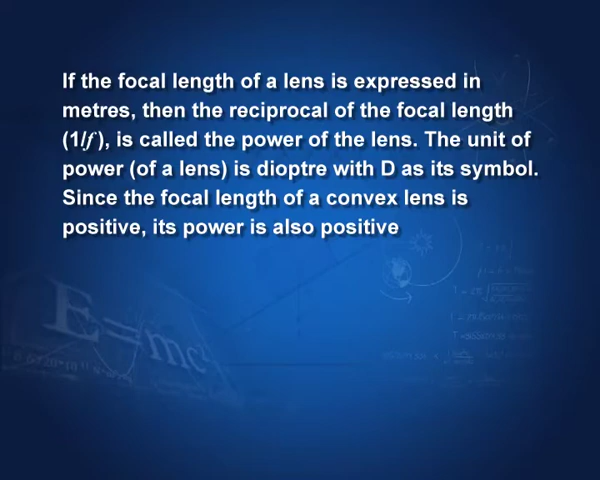 If the focal length of a lens is expressed in
metres, then the reciprocal of the focal length
(1/f ), is called the power of the lens. The unit of
power (of a lens) is dioptre with D as its symbol.
Since the focal length of a convex lens is
positive, its power is also positive
E=mc²